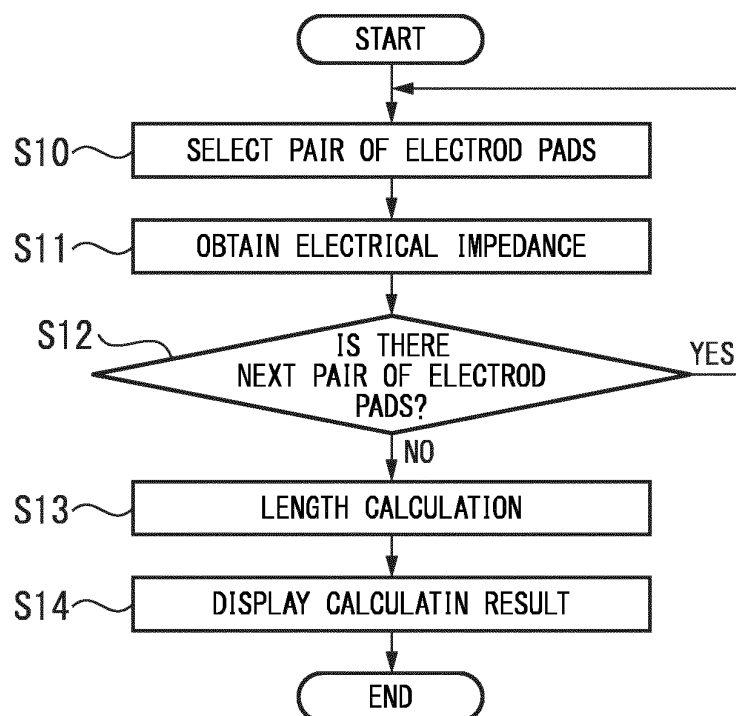 START
S10
SELECT PAIR OF ELECTROD PADS
S11
OBTAIN ELECTRICAL IMPEDANCE
S12
IS THERE
NEXT PAIR OF ELECTROD
PADS?
YES
NO
S13
LENGTH CALCULATION
S14
DISPLAY CALCULATIN RESULT
END